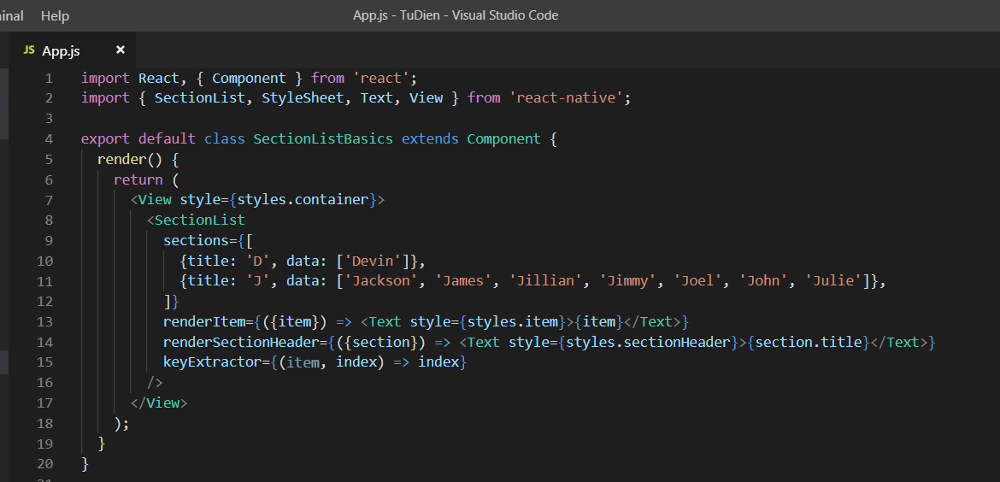 inal Help App.js - TuDien - Visual Studio Code
JS App.js ×
1 import React, { Component } from 'react';
2 import { SectionList, StyleSheet, Text, View } from 'react-native';
3
4 export default class SectionListBasics extends Component {
5 render() {
6 return (
7 <View style={styles.container}>
8 <SectionList
9 sections={[
10 {title: 'D', data: ['Devin']},
11 {title: 'J', data: ['Jackson', 'James', 'Jillian', 'Jimmy', 'Joel', 'John', 'Julie']},
12 ]}
13 renderItem={({item}) => <Text style={styles.item}>{item}</Text>}
14 renderSectionHeader={({section}) => <Text style={styles.sectionHeader}>{section.title}</Text>}
15 keyExtractor={(item, index) => index}
16 />
17 </View>
18 );
19 }
20 }